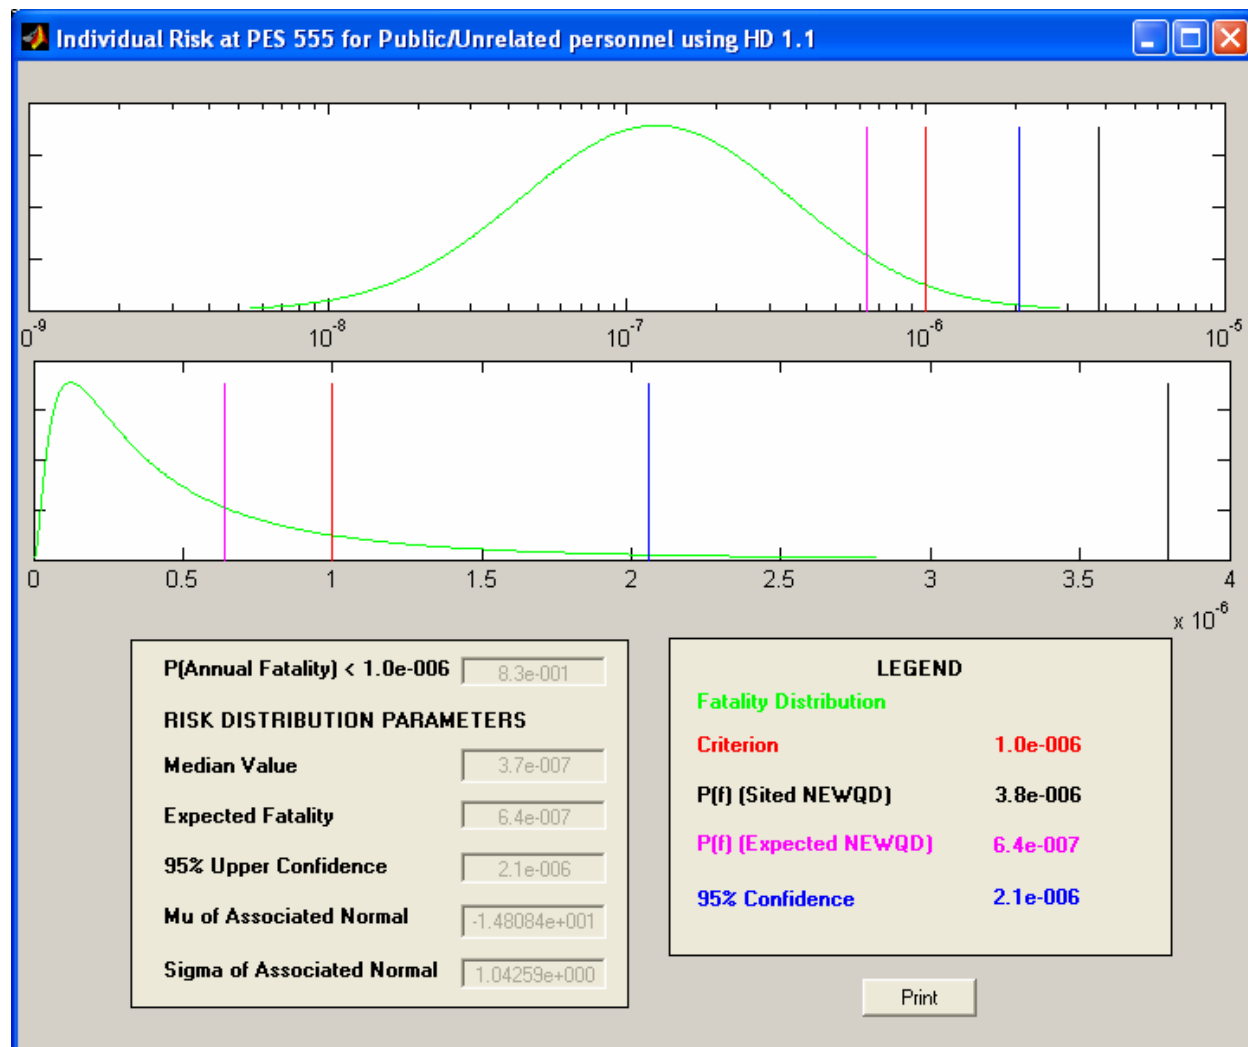 Individual Risk at PES 555 for Public/Unrelated personnel using HD 1.1
0^-9 10^-8 10^-7 10^-6 10^-5
0 0.5 1 1.5 2 2.5 3 3.5 4
x 10^-6
P(Annual Fatality) < 1.0e-006 8.3e-001
RISK DISTRIBUTION PARAMETERS
Median Value 3.7e-007
Expected Fatality 6.4e-007
95% Upper Confidence 2.1e-006
Mu of Associated Normal -1.48084e+001
Sigma of Associated Normal 1.04259e+000
LEGEND
Fatality Distribution
Criterion 1.0e-006
P(f) (Sited NEWQD) 3.8e-006
P(f) (Expected NEWQD) 6.4e-007
95% Confidence 2.1e-006
Print